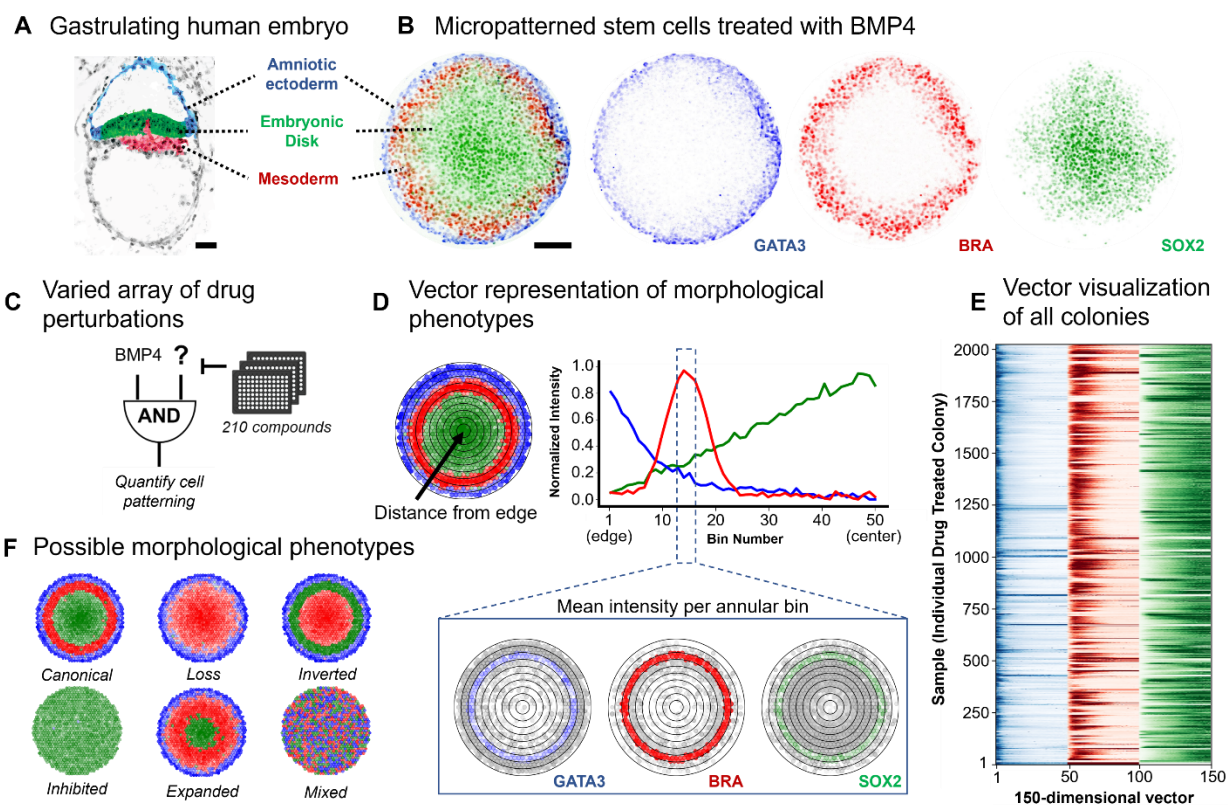 A Gastrulating human embryo
Amniotic
ectoderm
Embryonic
Disk
Mesoderm
B Micropatterned stem cells treated with BMP4
GATA3
BRA
SOX2
C Varied array of drug
perturbations
BMP4 ?
AND
210 compounds
Quantify cell
patterning
D Vector representation of morphological
phenotypes
Distance from edge
Normalized Intensity
1.0
0.8
0.6
0.4
0.2
0.0
1 10 20 30 40 50
(edge) Bin Number (center)
Mean intensity per annular bin
GATA3
BRA
SOX2
E Vector visualization
of all colonies
Sample (Individual Drug Treated Colony)
2000
1750
1500
1250
1000
750
500
250
1
1 50 100 150
150-dimensional vector
F Possible morphological phenotypes
Canonical Loss Inverted
Inhibited Expanded Mixed